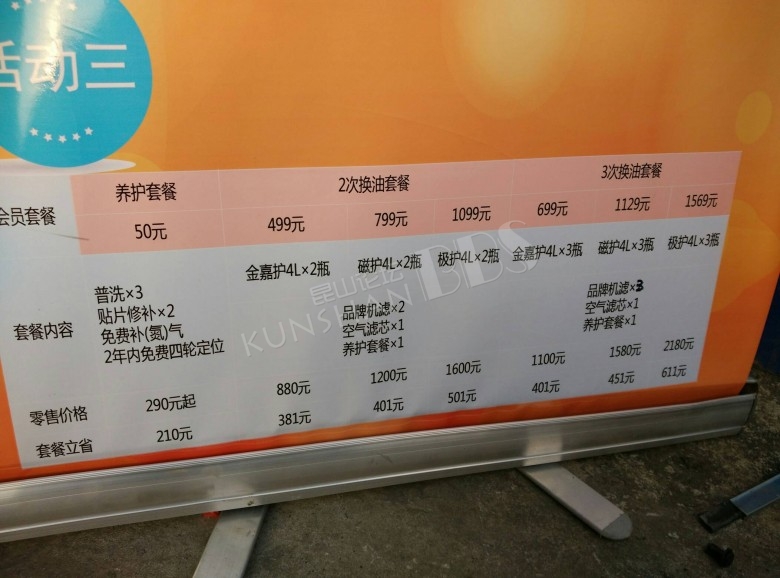 活动三
会员套餐 养护套餐 2次换油套餐 3次换油套餐
50元 499元 799元 1099元 699元 1129元 1569元
套餐内容 普洗×3 金嘉护4L×2瓶 磁护4L×2瓶 极护4L×2瓶 金嘉护4L×3瓶 磁护4L×3瓶 极护4L×3瓶
贴片修补×2 品牌机滤×2 品牌机滤×3
免费补(氮)气 空气滤芯×1 空气滤芯×1
2年内免费四轮定位 养护套餐×1 养护套餐×1
零售价格 290元起 880元 1200元 1600元 1100元 1580元 2180元
套餐立省 210元 381元 401元 501元 401元 451元 611元
昆山论坛
KUNSHAN BBS